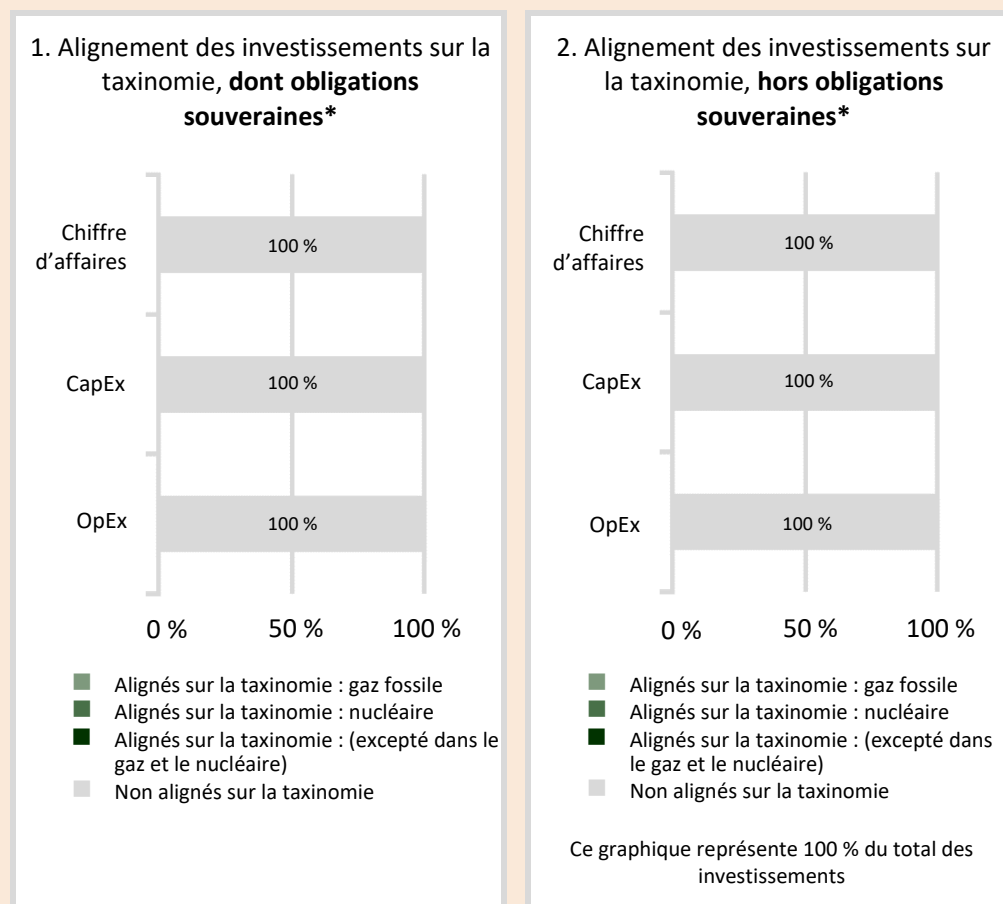 1. Alignement des investissements sur la
taxinomie, dont obligations
souveraines*
Chiffre
d’affaires
100 %
CapEx
100 %
OpEx
100 %
0 %
50 %
100 %
Alignés sur la taxinomie : gaz fossile
Alignés sur la taxinomie : nucléaire
Alignés sur la taxinomie : (excepté dans le
gaz et le nucléaire)
Non alignés sur la taxinomie
2. Alignement des investissements sur
la taxinomie, hors obligations
souveraines*
Chiffre
d’affaires
100 %
CapEx
100 %
OpEx
100 %
0 %
50 %
100 %
Alignés sur la taxinomie : gaz fossile
Alignés sur la taxinomie : nucléaire
Alignés sur la taxinomie : (excepté dans
le gaz et le nucléaire)
Non alignés sur la taxinomie
Ce graphique représente 100 % du total des
investissements